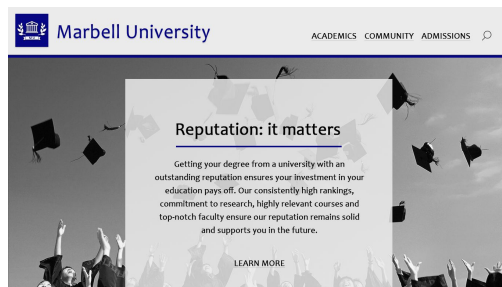 Marbell University
ACADEMICS COMMUNITY ADMISSIONS
Reputation: it matters
Getting your degree from a university with an
outstanding reputation ensures your investment in your
education pays off. Our consistently high rankings,
commitment to research, highly relevant courses and
top-notch faculty ensure our reputation remains solid
and supports you in the future.
LEARN MORE